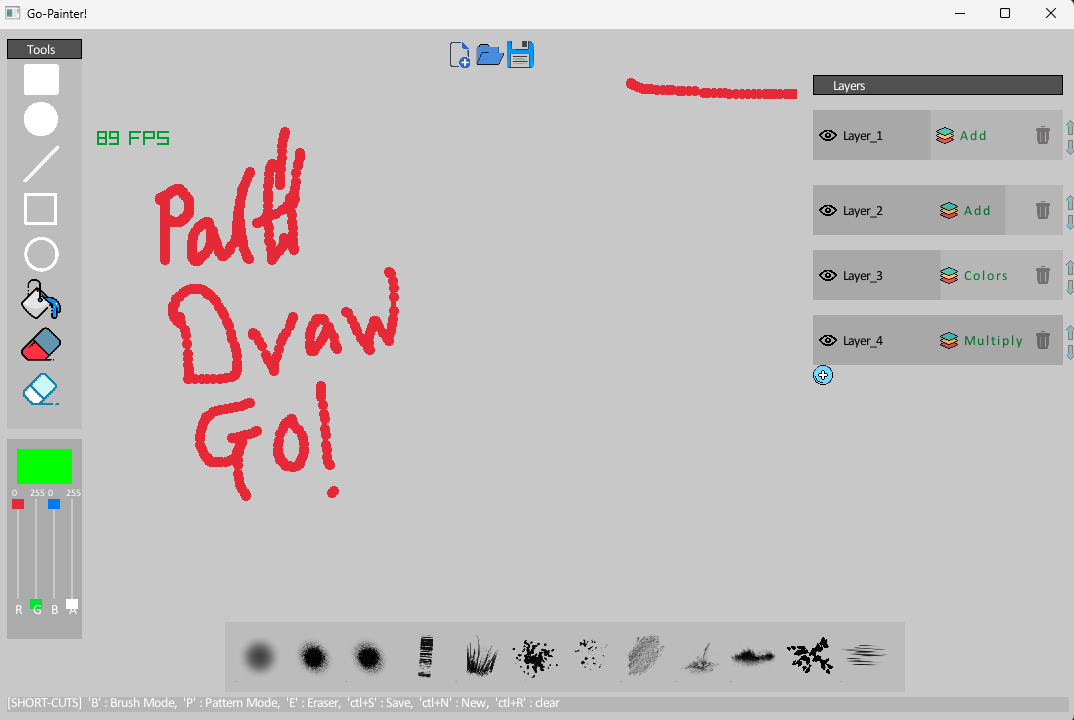 Go-Painter!
Tools
Layers
89 FPS
Layer_1 Add
Layer_2 Add
Layer_3 Colors
Layer_4 Multiply
Draw
Go!
0 255 0 255
R G B A
[SHORT-CUTS] 'B' : Brush Mode, 'P' : Pattern Mode, 'E' : Eraser, 'ctl+S' : Save, 'ctl+N' : New, 'ctl+R' : clear